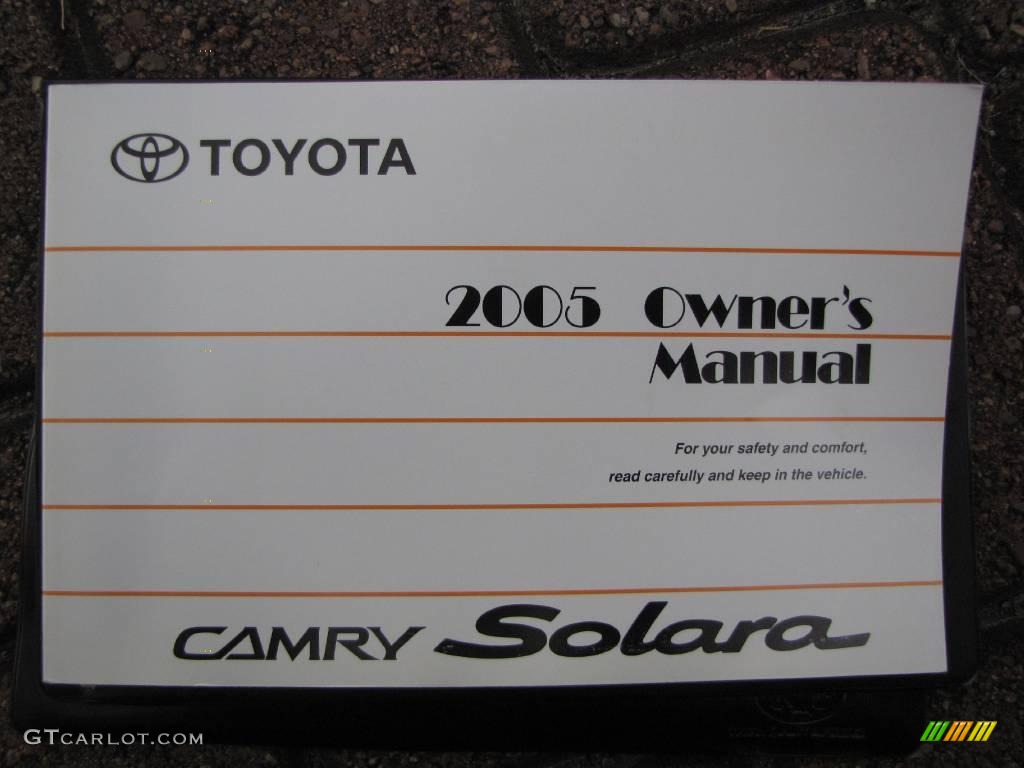 TOYOTA
2005 Owner's
Manual
For your safety and comfort,
read carefully and keep in the vehicle.
CAMRY Solara
GTCARLOT.COM